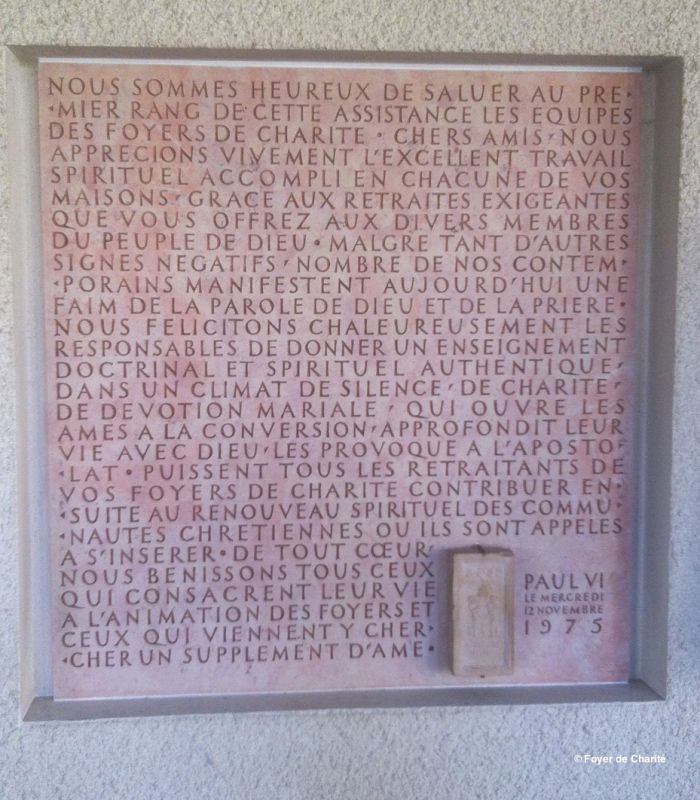 NOUS SOMMES HEUREUX DE SALUER AU PRE·
·MIER RANG DE CETTE ASSISTANCE LES EQUIPES
DES FOYERS DE CHARITE · CHERS AMIS, NOUS
APPRECIONS VIVEMENT L'EXCELLENT TRAVAIL
SPIRITUEL ACCOMPLI EN CHACUNE DE VOS
MAISONS, GRACE AUX RETRAITES EXIGEANTES
QUE VOUS OFFREZ AUX DIVERS MEMBRES
DU PEUPLE DE DIEU · MALGRE TANT D'AUTRES
SIGNES NEGATIFS, NOMBRE DE NOS CONTEM·
·PORAINS MANIFESTENT AUJOURD'HUI UNE
FAIM DE LA PAROLE DE DIEU ET DE LA PRIERE·
NOUS FELICITONS CHALEUREUSEMENT LES
RESPONSABLES DE DONNER UN ENSEIGNEMENT
DOCTRINAL ET SPIRITUEL AUTHENTIQUE,
DANS UN CLIMAT DE SILENCE, DE CHARITE,
DE DEVOTION MARIALE, QUI OUVRE LES
AMES A LA CONVERSION, APPROFONDIT LEUR
VIE AVEC DIEU, LES PROVOQUE A L'APOSTO·
·LAT · PUISSENT TOUS LES RETRAITANTS DE
VOS FOYERS DE CHARITE CONTRIBUER EN·
·SUITE AU RENOUVEAU SPIRITUEL DES COMMU·
·NAUTES CHRETIENNES OU ILS SONT APPELES
A S'INSERER · DE TOUT CŒUR,
NOUS BENISSONS TOUS CEUX
QUI CONSACRENT LEUR VIE
A L'ANIMATION DES FOYERS ET
CEUX QUI VIENNENT Y CHER·
·CHER UN SUPPLEMENT D'AME·
PAUL VI
LE MERCREDI
12 NOVEMBRE
1975
©Foyer de Charité